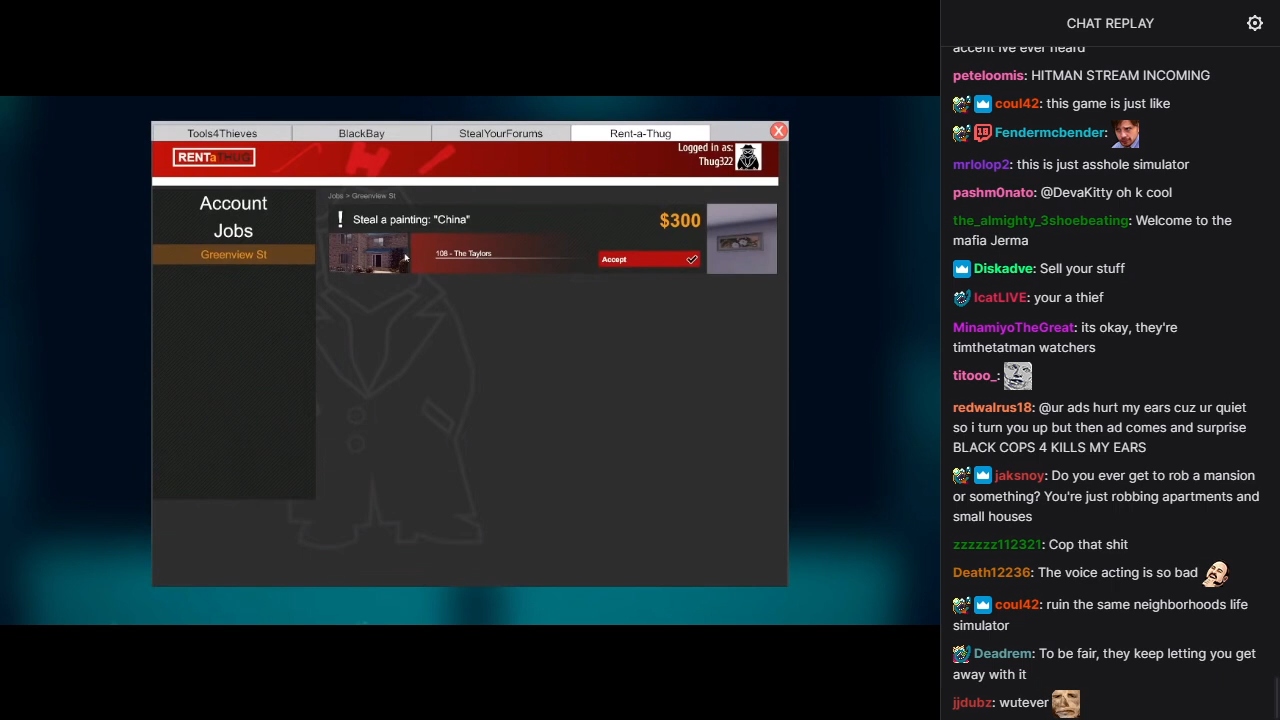 Tools4Thieves
BlackBay
StealYourForums
Rent-a-Thug
X
RENTaTHUG
Logged in as:
Thug322
Account
Jobs
Greenview St
Jobs > Greenview St
! Steal a painting: "China"
$300
108 - The Taylors
Accept
CHAT REPLAY
accent ive ever heard
peteloomis: HITMAN STREAM INCOMING
coul42: this game is just like
18 Fendermcbender:
mrlolop2: this is just asshole simulator
pashm0nato: @DevaKitty oh k cool
the_almighty_3shoebeating: Welcome to the
mafia Jerma
Diskadve: Sell your stuff
IcatLIVE: your a thief
MinamiyoTheGreat: its okay, they're
timthetatman watchers
titooo_:
redwalrus18: @ur ads hurt my ears cuz ur quiet
so i turn you up but then ad comes and surprise
BLACK COPS 4 KILLS MY EARS
jaksnoy: Do you ever get to rob a mansion
or something? You're just robbing apartments and
small houses
zzzzzz112321: Cop that shit
Death12236: The voice acting is so bad
coul42: ruin the same neighborhoods life
simulator
Deadrem: To be fair, they keep letting you get
away with it
jjdubz: wutever